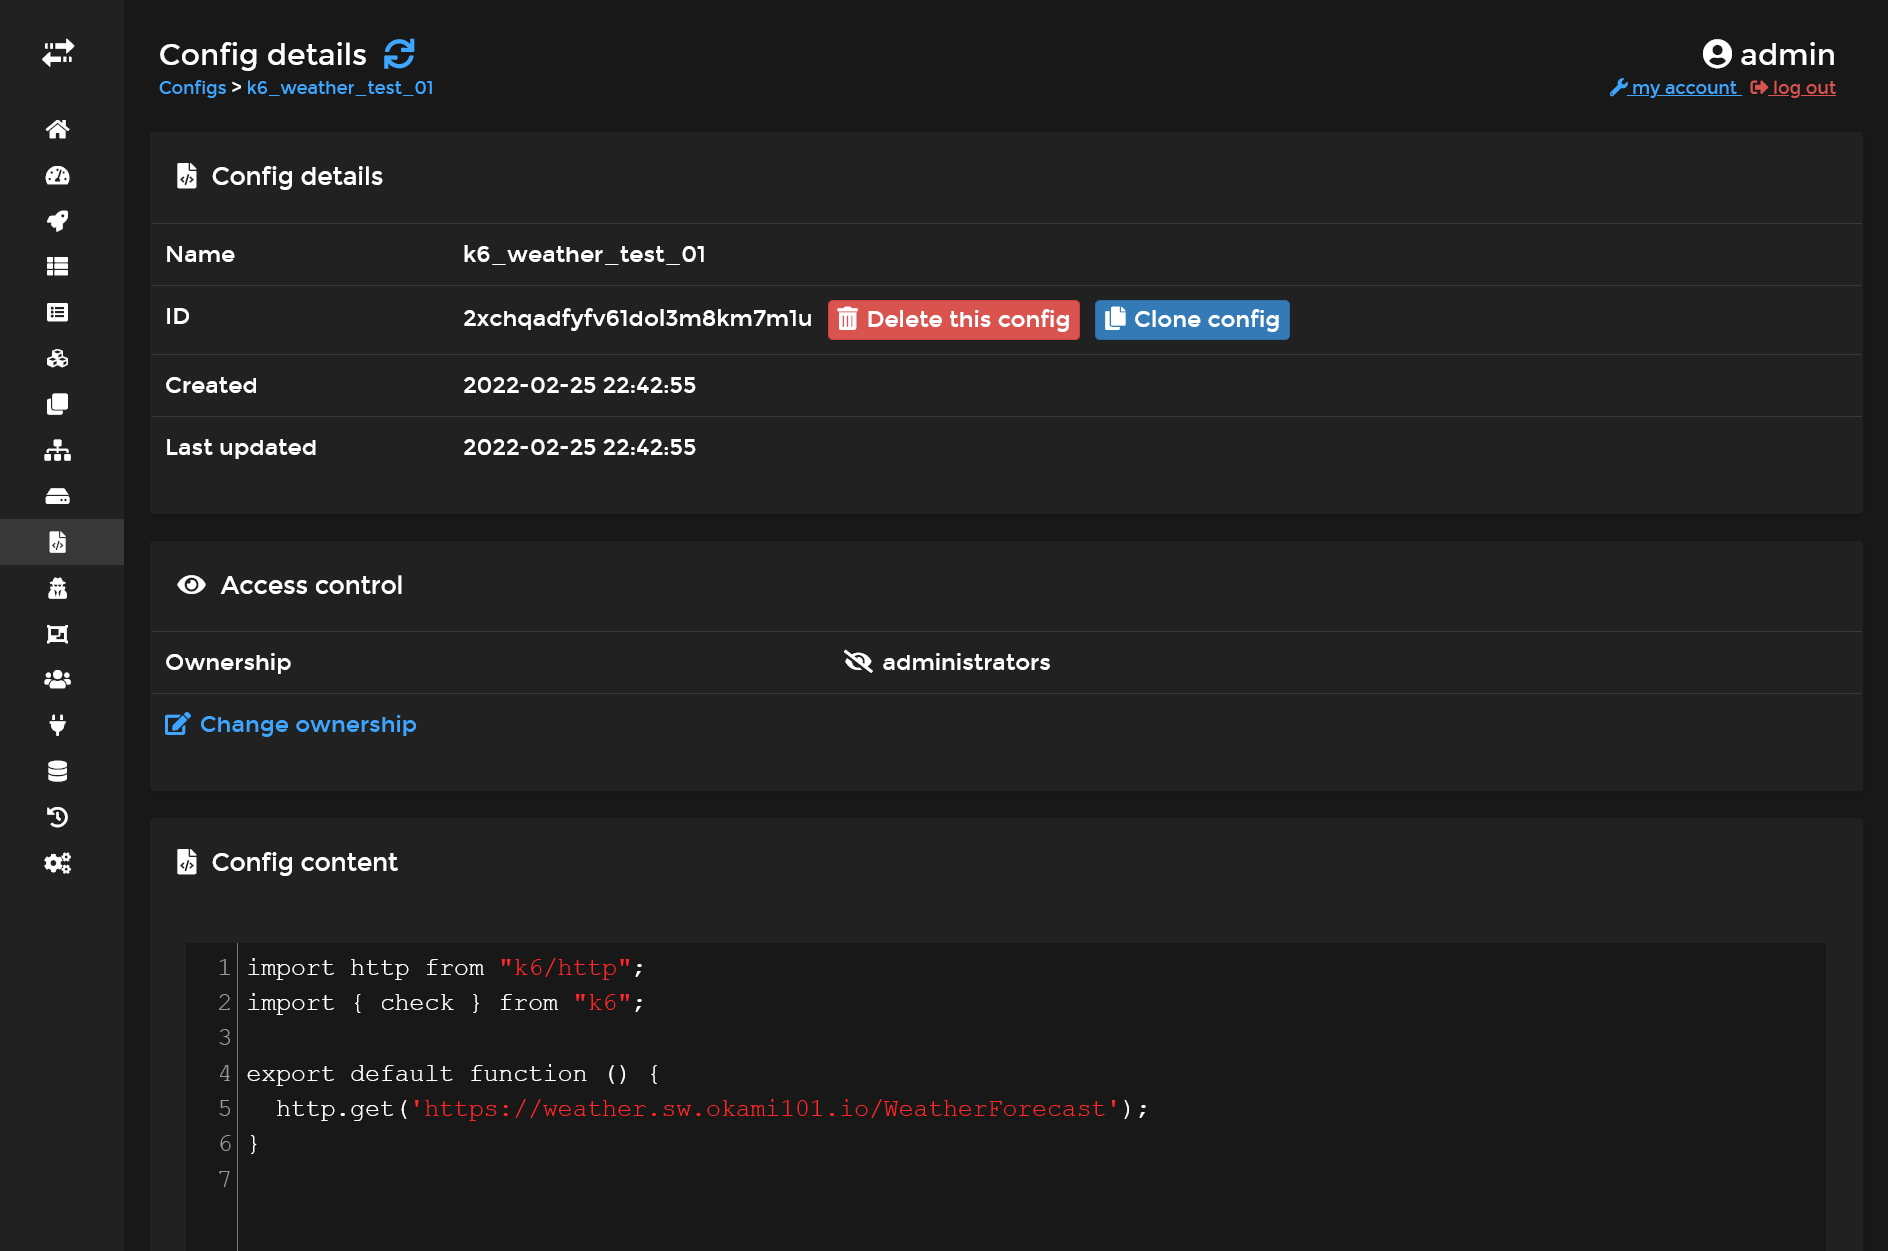 Config details
admin
Configs > k6_weather_test_01
my account log out
Config details
Name k6_weather_test_01
ID 2xchqadfyfv61dol3m8km7m1u Delete this config Clone config
Created 2022-02-25 22:42:55
Last updated 2022-02-25 22:42:55
Access control
Ownership administrators
Change ownership
Config content
1 import http from "k6/http";
2 import { check } from "k6";
3
4 export default function () {
5   http.get('https://weather.sw.okami101.io/WeatherForecast');
6 }
7